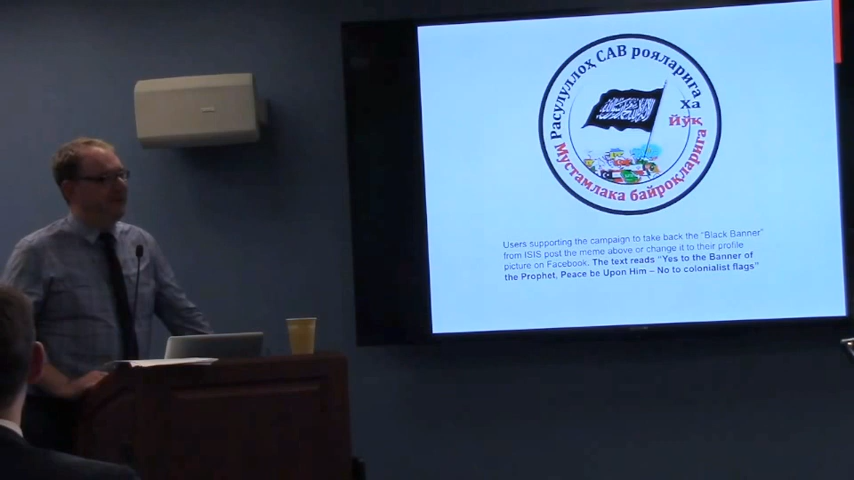 Расулуллоҳ САВ рояларига
Ха
Йўқ
Мустамлака байроқларига
Users supporting the campaign to take back the "Black Banner"
from ISIS post the meme above or change it to their profile
picture on Facebook. The text reads "Yes to the Banner of
the Prophet, Peace be Upon Him – No to colonialist flags"